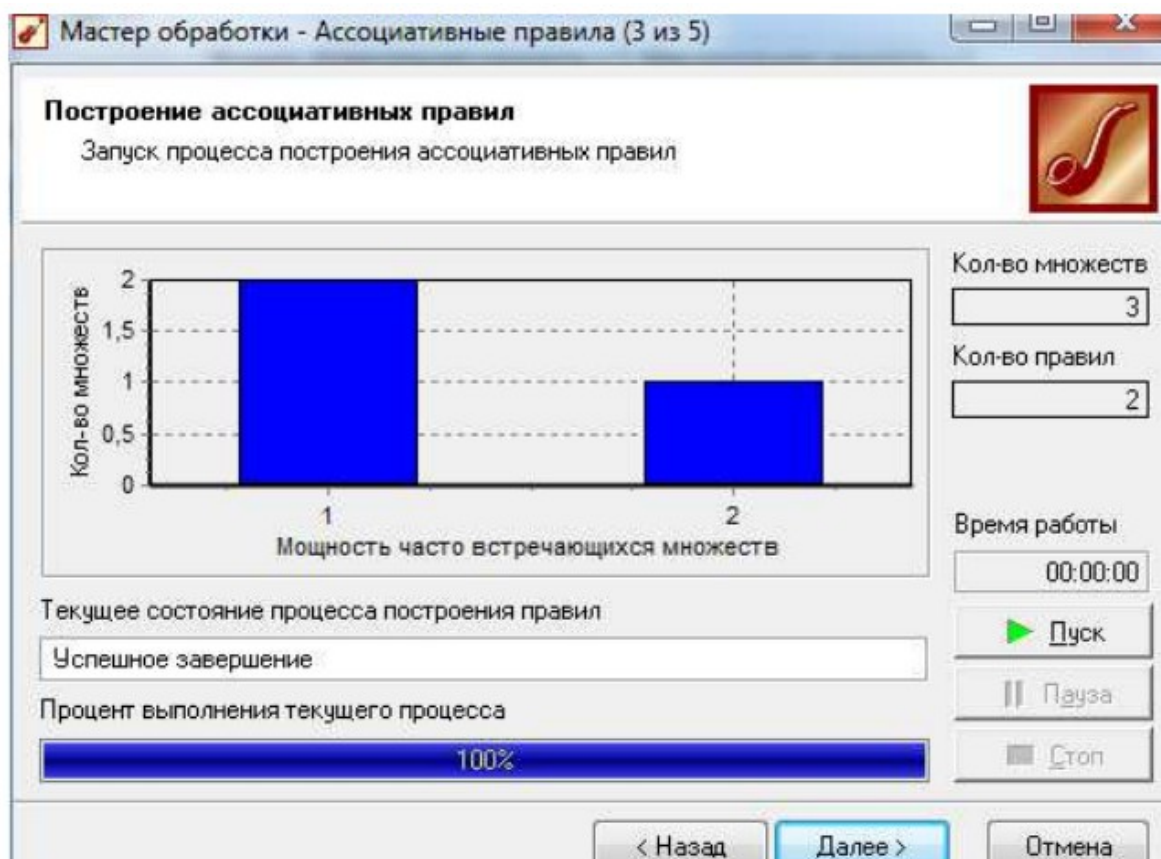 Мастер обработки - Ассоциативные правила (3 из 5)
Построение ассоциативных правил
Запуск процесса построения ассоциативных правил
Кол-во множеств
2
1,5
1
0,5
0
1
2
Мощность часто встречающихся множеств
Кол-во множеств
3
Кол-во правил
2
Время работы
00:00:00
Пуск
Пауза
Стоп
Текущее состояние процесса построения правил
Успешное завершение
Процент выполнения текущего процесса
100%
< Назад
Далее >
Отмена